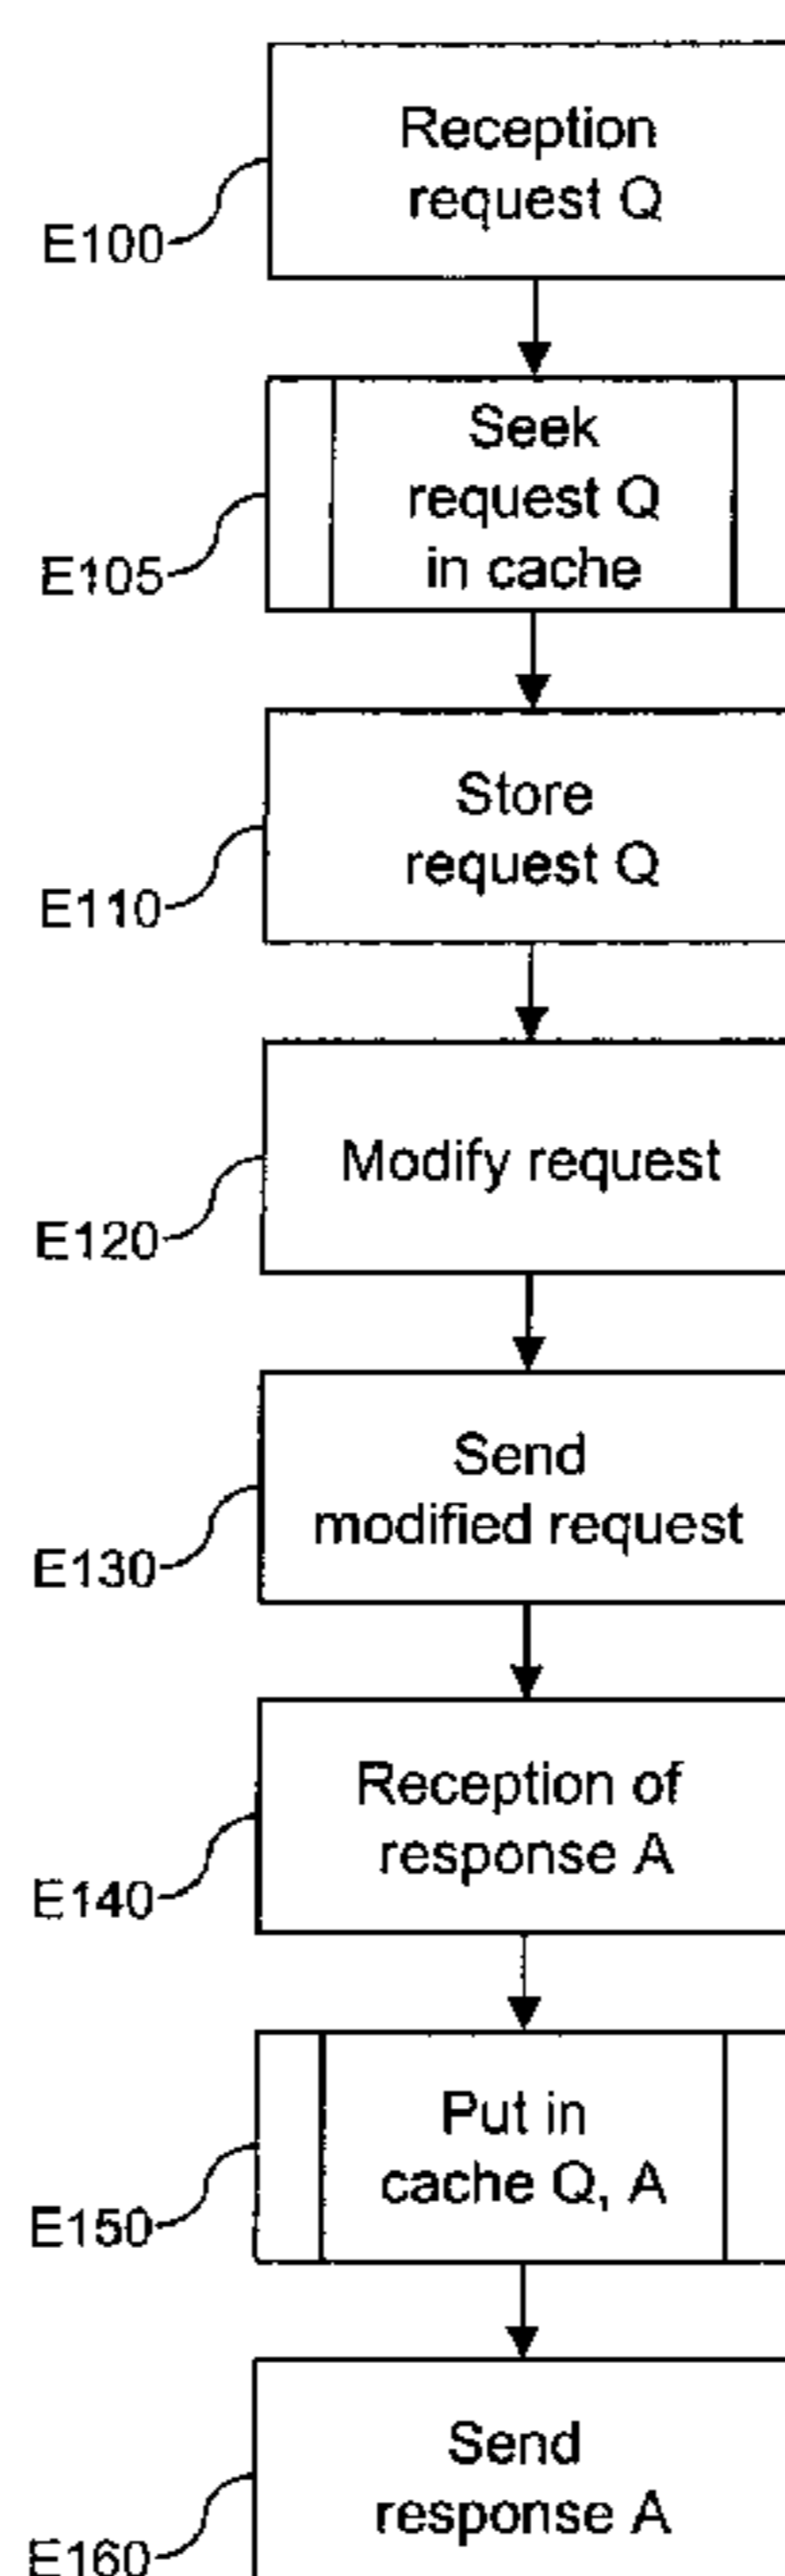 Reception
request Q
E100
Seek
request Q
in cache
E105
Store
request Q
E110
Modify request
E120
Send
modified request
E130
Reception of
response A
E140
Put in
cache Q, A
E150
Send
response A
E160